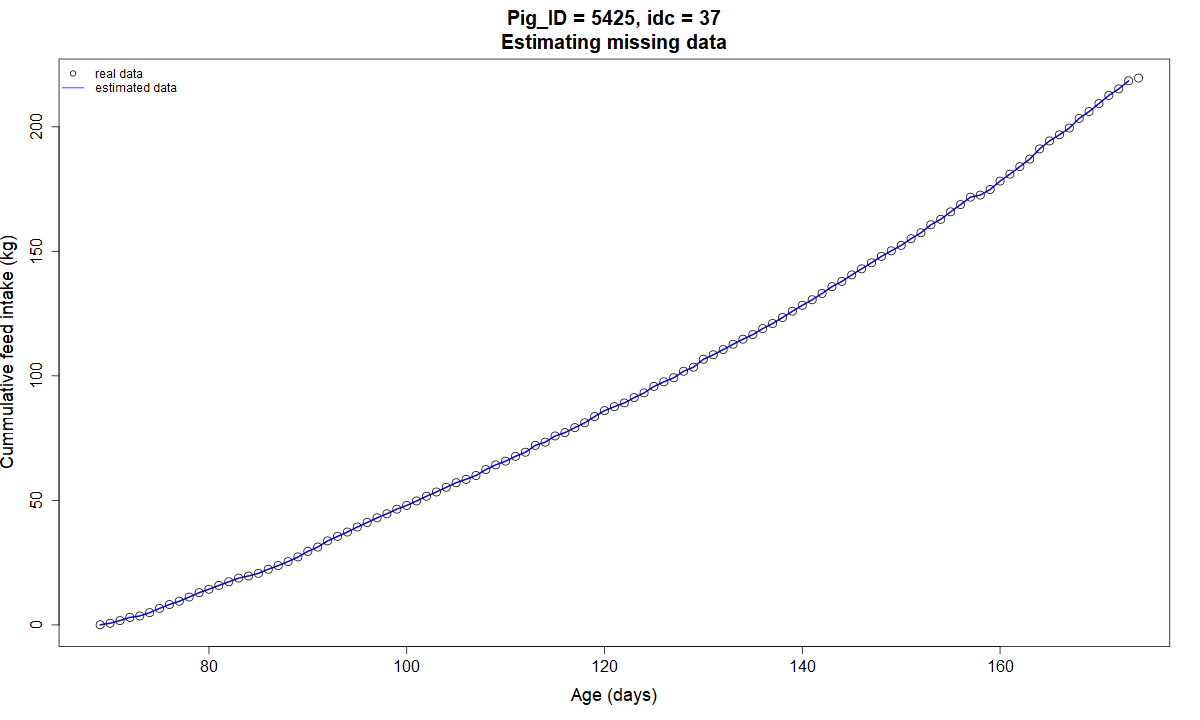 Pig_ID = 5425, idc = 37
Estimating missing data
real data
estimated data
Cummulative feed intake (kg)
200
150
100
50
0
80 100 120 140 160
Age (days)